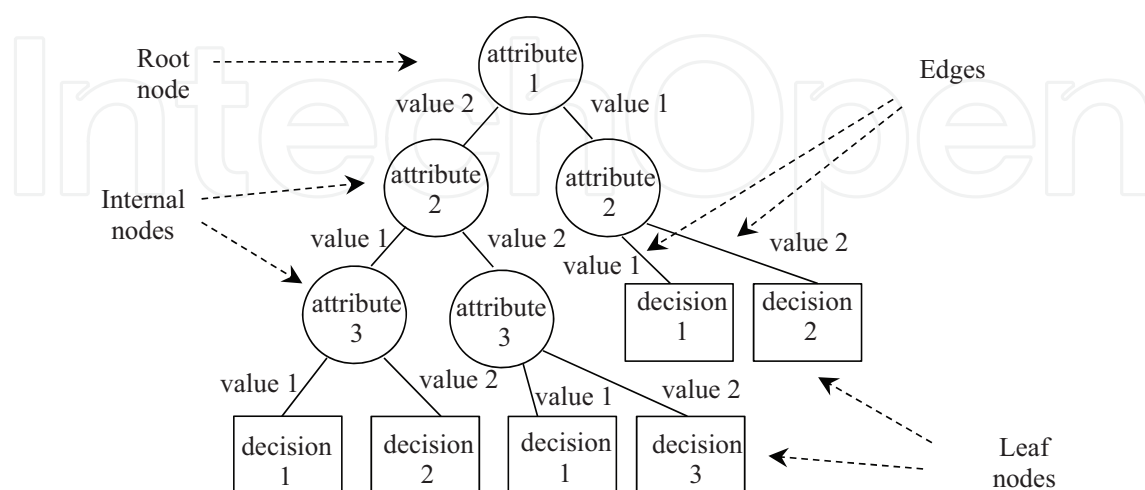 IntechOpen
Root
node
attribute
1
Edges
value 2
value 1
Internal
nodes
attribute
2
attribute
2
value 1
value 2
value 1
value 2
attribute
3
attribute
3
decision
1
decision
2
value 1
value 2
value 1
value 2
decision
1
decision
2
decision
1
decision
3
Leaf
nodes